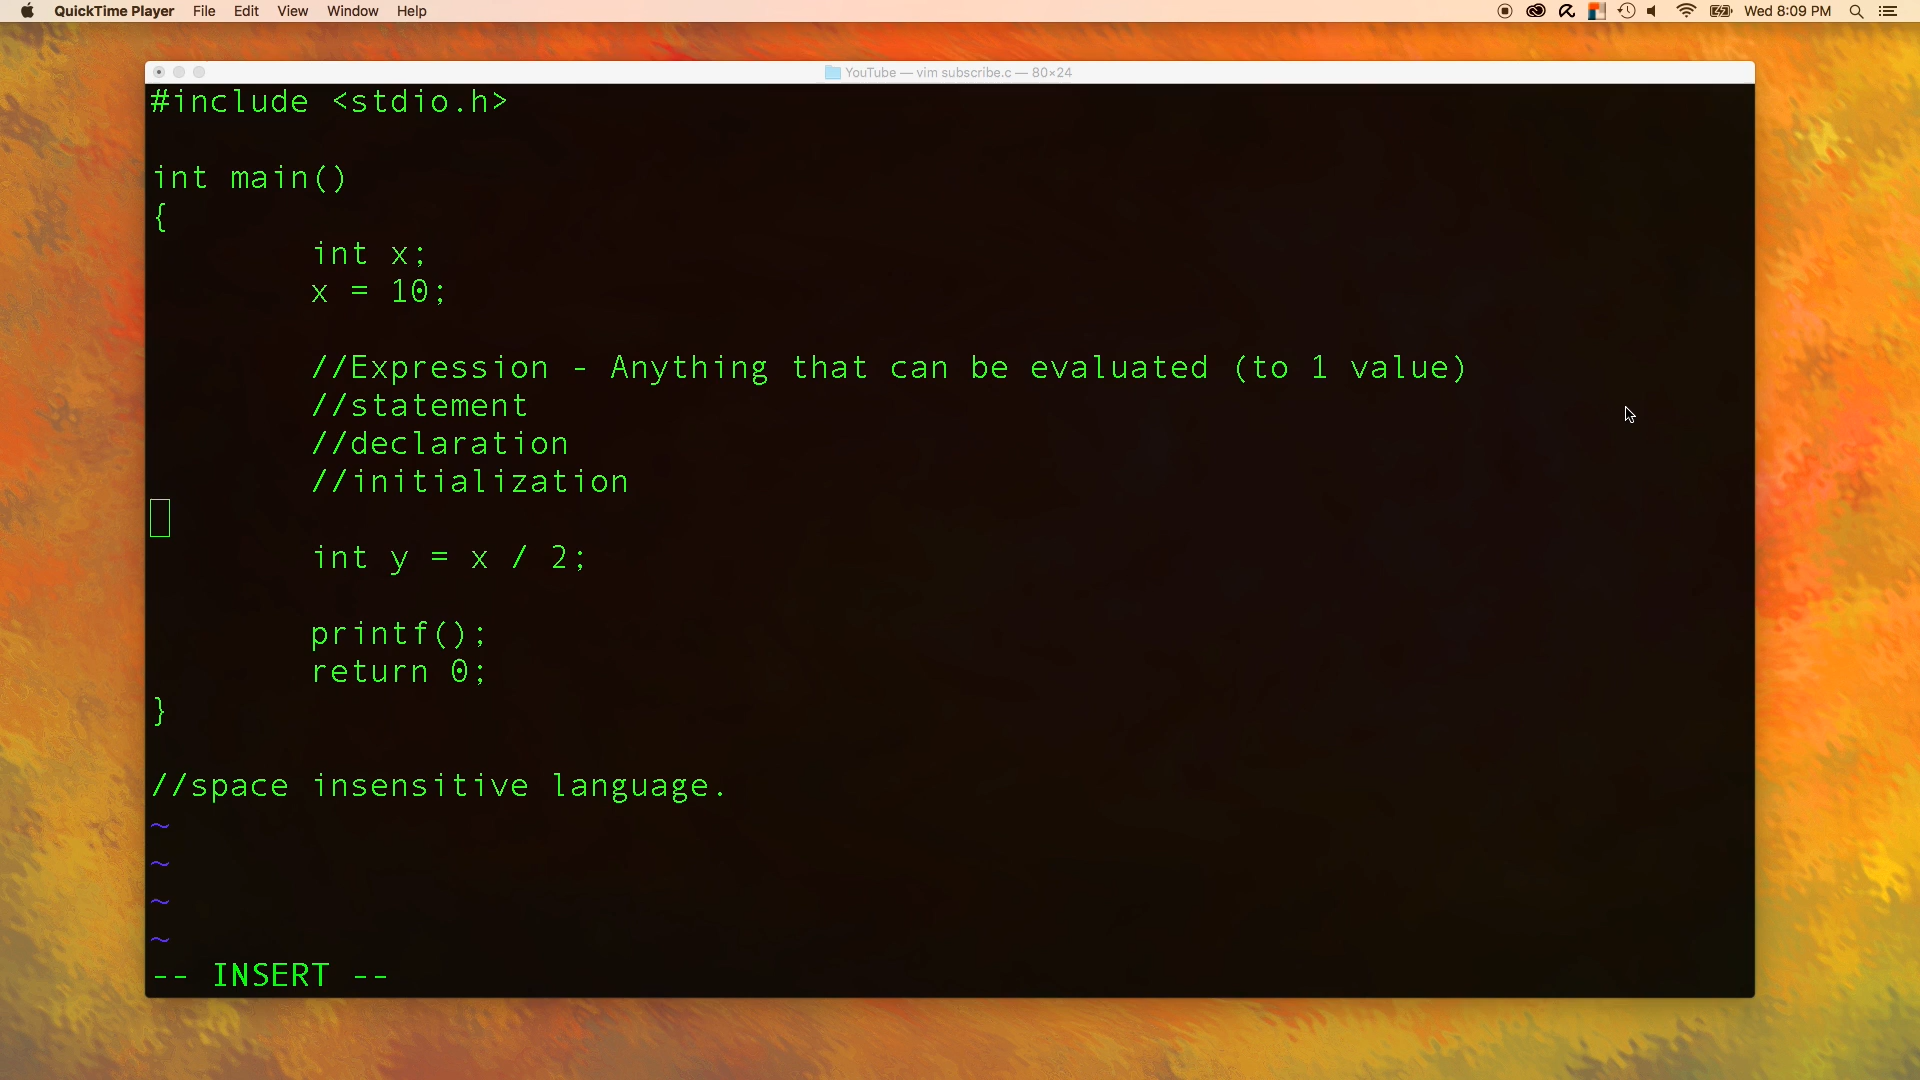 QuickTime Player File Edit View Window Help Wed 8:09 PM
YouTube — vim subscribe.c — 80×24
#include <stdio.h>
int main()
{
int x;
x = 10;
//Expression - Anything that can be evaluated (to 1 value)
//statement
//declaration
//initialization
int y = x / 2;
printf();
return 0;
}
//space insensitive language.
~
~
~
~
-- INSERT --